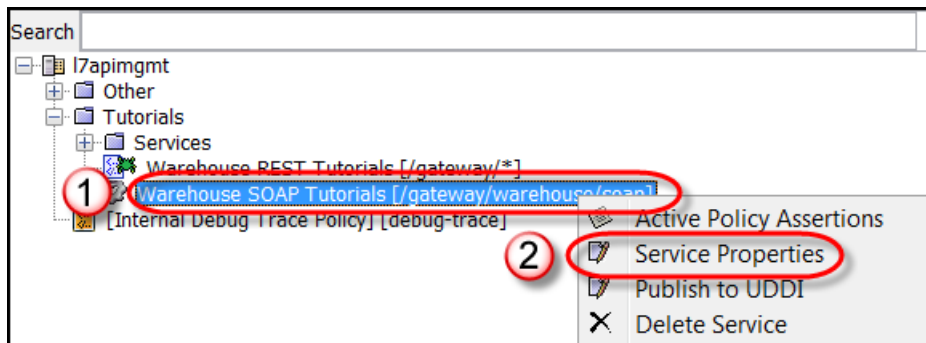 Search
l7apimgmt
Other
Tutorials
Services
Warehouse REST Tutorials [/gateway/*]
1
Warehouse SOAP Tutorials [/gateway/warehouse/soap]
[Internal Debug Trace Policy] [debug-trace]
Active Policy Assertions
2
Service Properties
Publish to UDDI
Delete Service